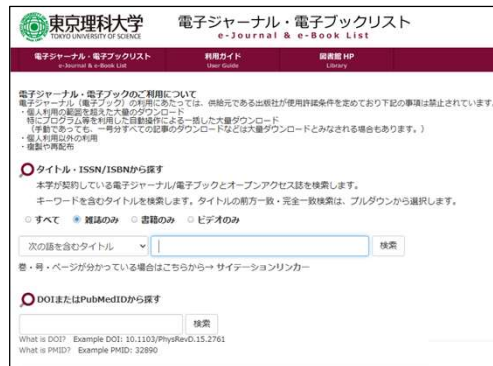 東京理科大学
TOKYO UNIVERSITY OF SCIENCE
電子ジャーナル・電子ブックリスト
e-Journal & e-Book List
電子ジャーナル・電子ブックリスト
e-Journal & e-Book List
利用ガイド
User Guide
図書館 HP
Library
電子ジャーナル・電子ブックのご利用について
電子ジャーナル（電子ブック）の利用にあたっては、供給元である出版社が使用許諾条件を定めており下記の事項は禁止されています。
・個人利用の範囲を超えた大量のダウンロード
特にプログラム等を利用した自動操作による一括した大量ダウンロード
（手動であっても、一号分すべての記事のダウンロードなどは大量ダウンロードとみなされる場合もあります。）
・個人利用以外の利用
・複製や再配布
タイトル・ISSN/ISBNから探す
本学が契約している電子ジャーナル/電子ブックとオープンアクセス誌を検索します。
キーワードを含むタイトルを検索します。タイトルの前方一致・完全一致検索は、プルダウンから選択します。
すべて 雑誌のみ 書籍のみ ビデオのみ
次の語を含むタイトル 検索
巻・号・ページが分かっている場合はこちらから→ サイテーションリンカー
DOIまたはPubMedIDから探す
検索
What is DOI? Example DOI: 10.1103/PhysRevD.15.2761
What is PMID? Example PMID: 32890